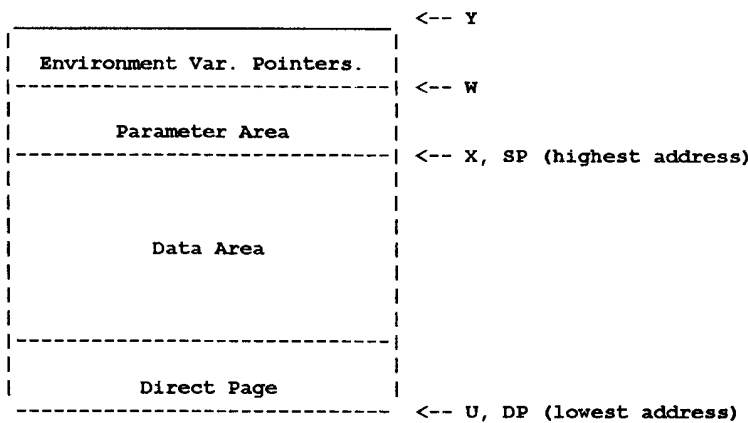 <-- Y
Environment Var. Pointers.
<-- W
Parameter Area
<-- X, SP (highest address)
Data Area
Direct Page
<-- U, DP (lowest address)